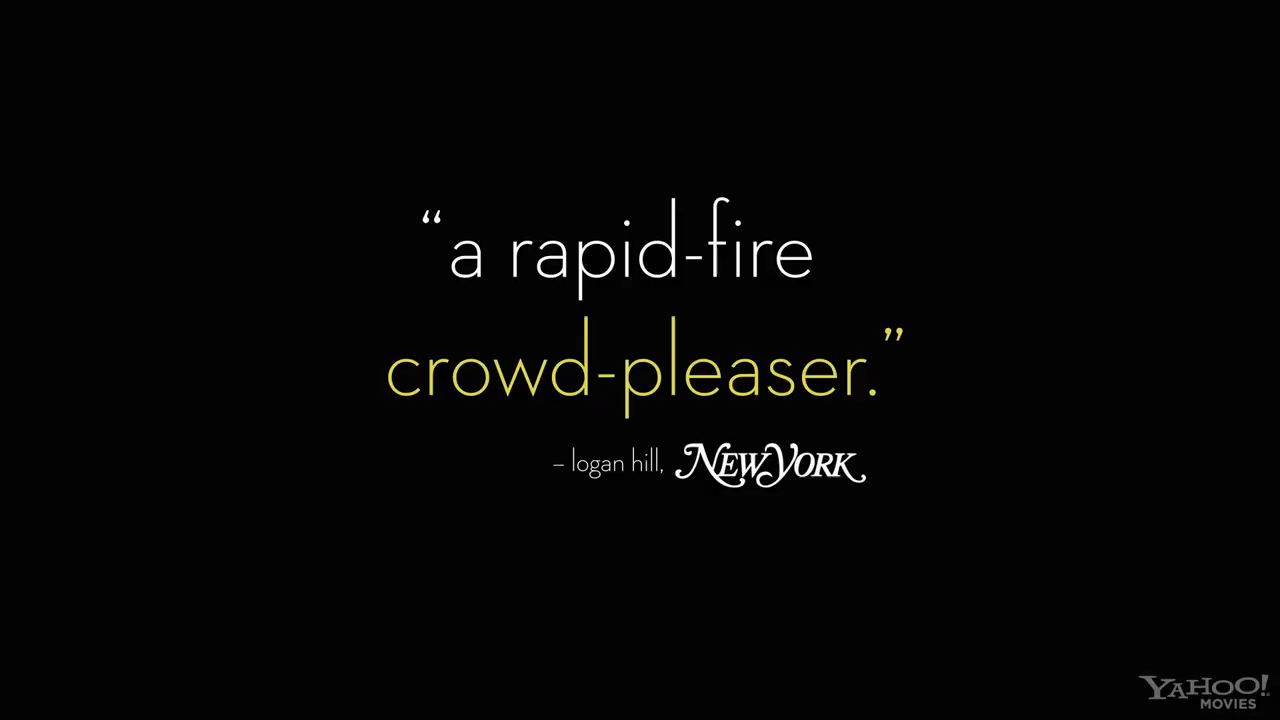 “a rapid-fire
crowd-pleaser.”
– logan hill, NEW YORK
YAHOO!
MOVIES